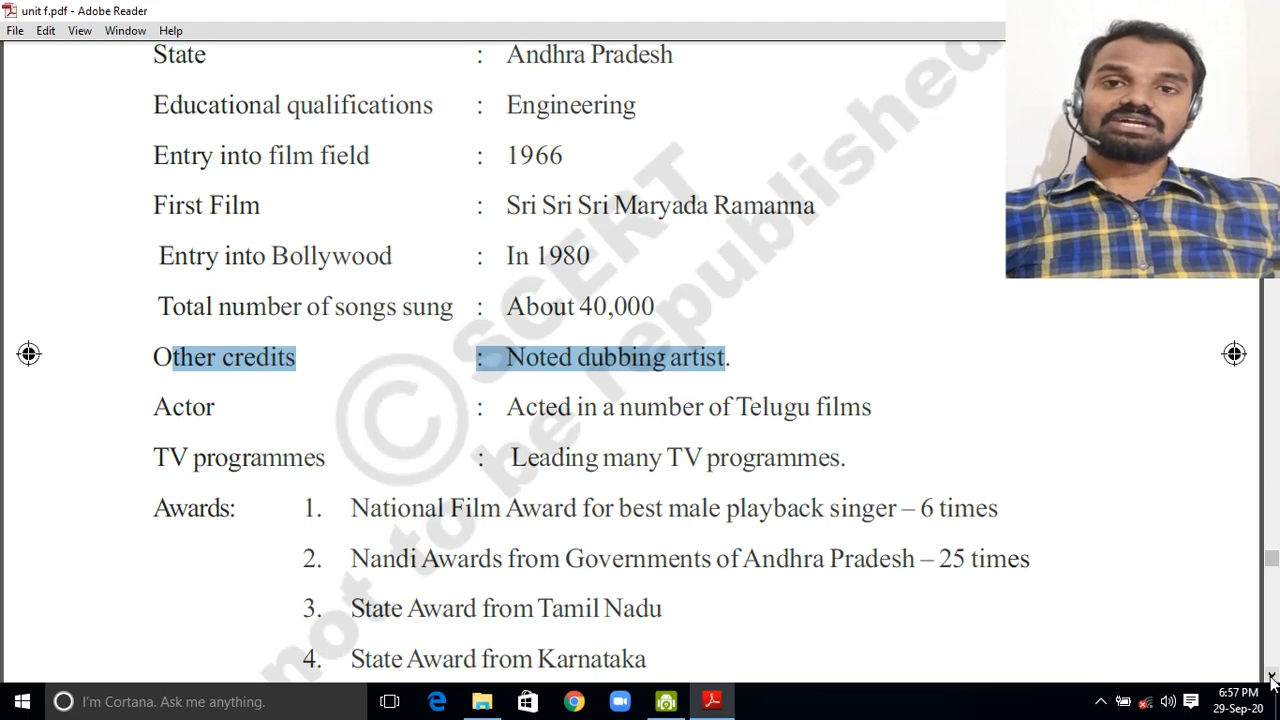 unit f.pdf - Adobe Reader
File Edit View Window Help
State : Andhra Pradesh
Educational qualifications : Engineering
Entry into film field : 1966
First Film : Sri Sri Sri Maryada Ramanna
Entry into Bollywood : In 1980
Total number of songs sung : About 40,000
Other credits : Noted dubbing artist.
Actor : Acted in a number of Telugu films
TV programmes : Leading many TV programmes.
Awards: 1. National Film Award for best male playback singer – 6 times
2. Nandi Awards from Governments of Andhra Pradesh – 25 times
3. State Award from Tamil Nadu
4. State Award from Karnataka
©SCERT
not to be republished
I'm Cortana. Ask me anything.
6:57 PM
29-Sep-20